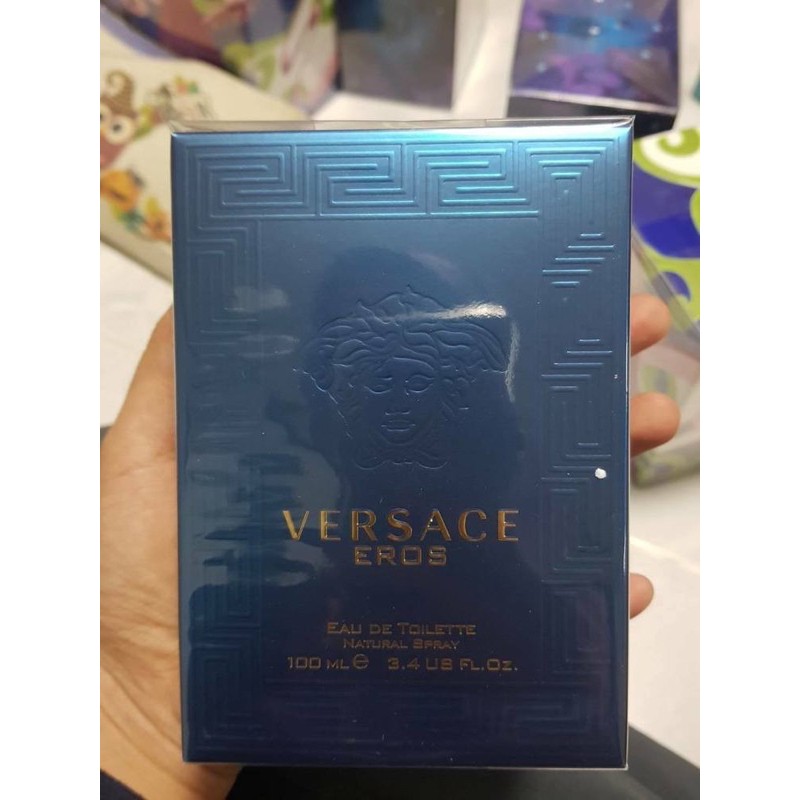 VERSACE
EROS
EAU DE TOILETTE
NATURAL SPRAY
100 ML e 3.4 US FL.OZ.